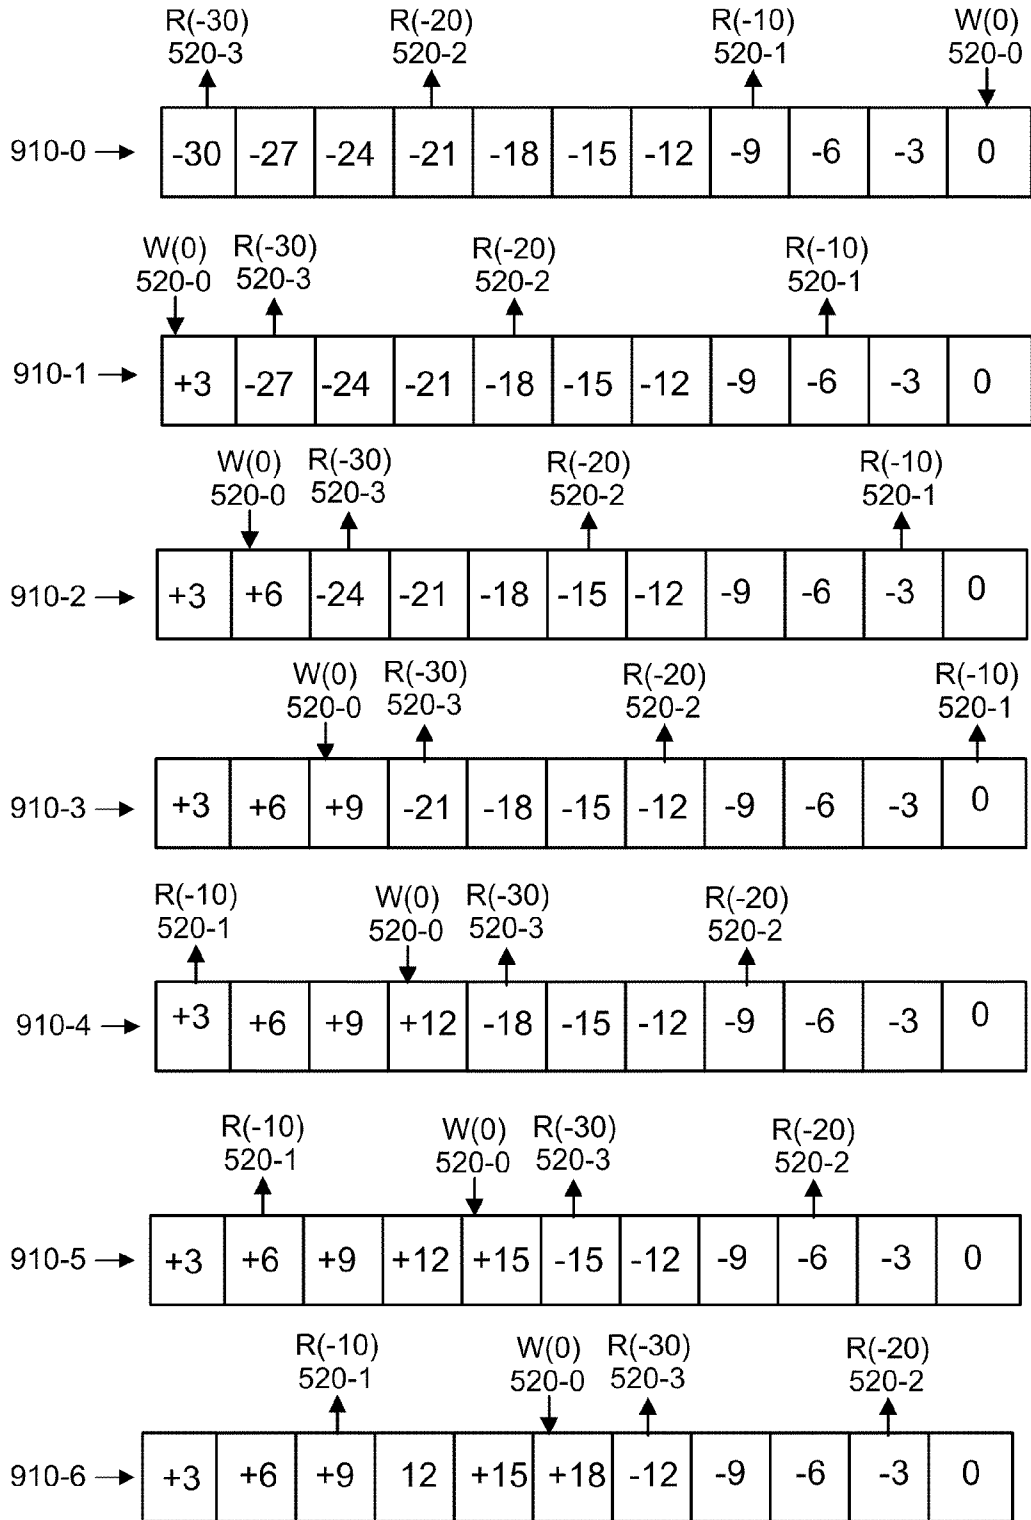 R(-30) R(-20) R(-10) W(0)
520-3 520-2 520-1 520-0
910-0 -30 -27 -24 -21 -18 -15 -12 -9 -6 -3 0
W(0) R(-30) R(-20) R(-10)
520-0 520-3 520-2 520-1
910-1 +3 -27 -24 -21 -18 -15 -12 -9 -6 -3 0
W(0) R(-30) R(-20) R(-10)
520-0 520-3 520-2 520-1
910-2 +3 +6 -24 -21 -18 -15 -12 -9 -6 -3 0
W(0) R(-30) R(-20) R(-10)
520-0 520-3 520-2 520-1
910-3 +3 +6 +9 -21 -18 -15 -12 -9 -6 -3 0
R(-10) W(0) R(-30) R(-20)
520-1 520-0 520-3 520-2
910-4 +3 +6 +9 +12 -18 -15 -12 -9 -6 -3 0
R(-10) W(0) R(-30) R(-20)
520-1 520-0 520-3 520-2
910-5 +3 +6 +9 +12 +15 -15 -12 -9 -6 -3 0
R(-10) W(0) R(-30) R(-20)
520-1 520-0 520-3 520-2
910-6 +3 +6 +9 12 +15 +18 -12 -9 -6 -3 0